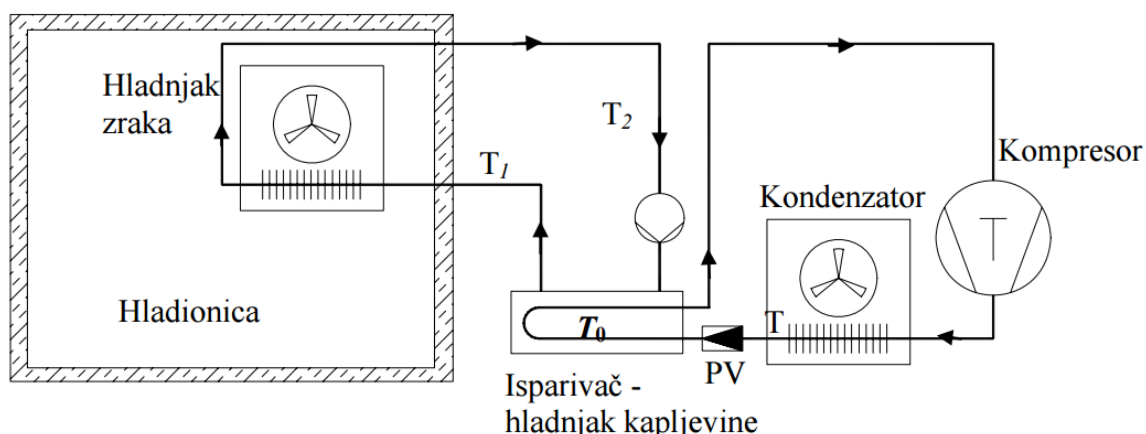 Hladnjak
zraka
T2
T1
Kompresor
Kondenzator
Hladionica
T0
T
PV
Isparivač -
hladnjak kapljevine
T